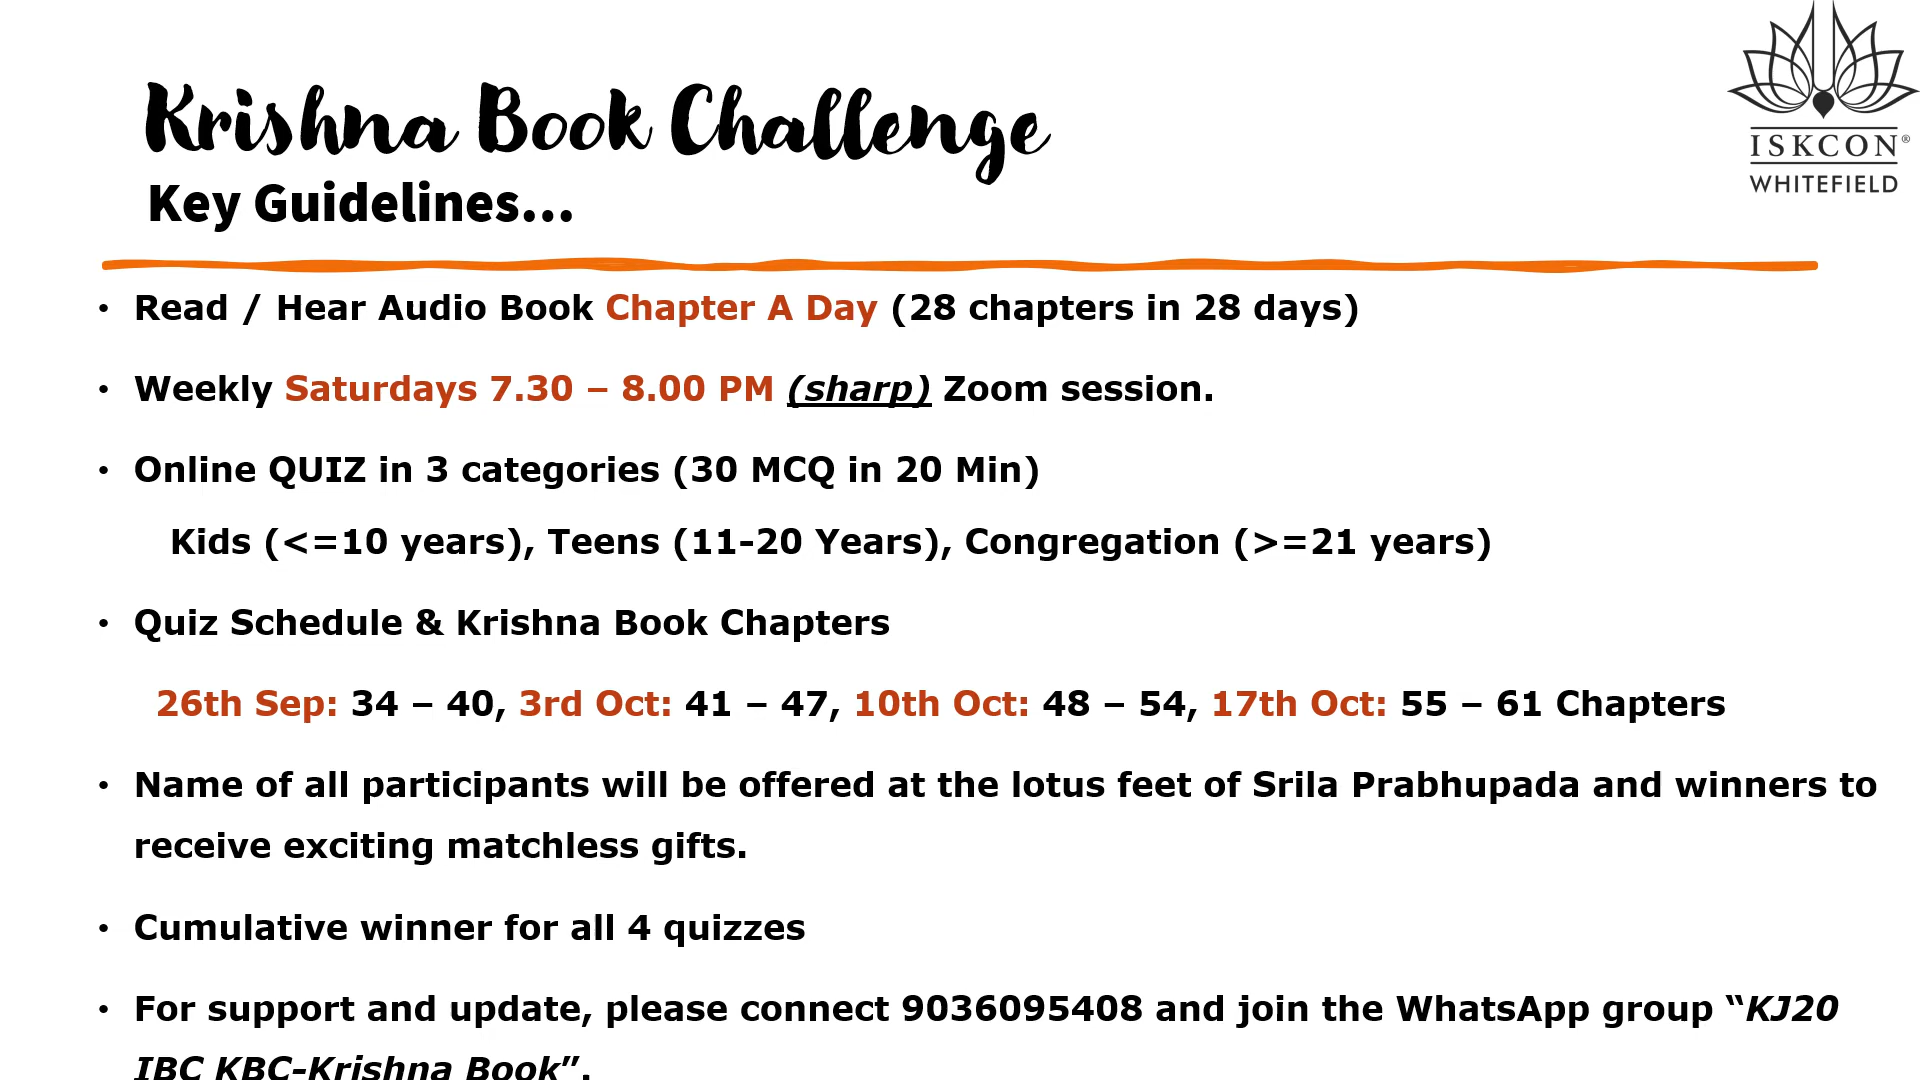 Krishna Book Challenge
Key Guidelines...
ISKCON®
WHITEFIELD
• Read / Hear Audio Book Chapter A Day (28 chapters in 28 days)
• Weekly Saturdays 7.30 – 8.00 PM (sharp) Zoom session.
• Online QUIZ in 3 categories (30 MCQ in 20 Min)
Kids (<=10 years), Teens (11-20 Years), Congregation (>=21 years)
• Quiz Schedule & Krishna Book Chapters
26th Sep: 34 – 40, 3rd Oct: 41 – 47, 10th Oct: 48 – 54, 17th Oct: 55 – 61 Chapters
• Name of all participants will be offered at the lotus feet of Srila Prabhupada and winners to
receive exciting matchless gifts.
• Cumulative winner for all 4 quizzes
• For support and update, please connect 9036095408 and join the WhatsApp group “KJ20
IBC KBC-Krishna Book”.